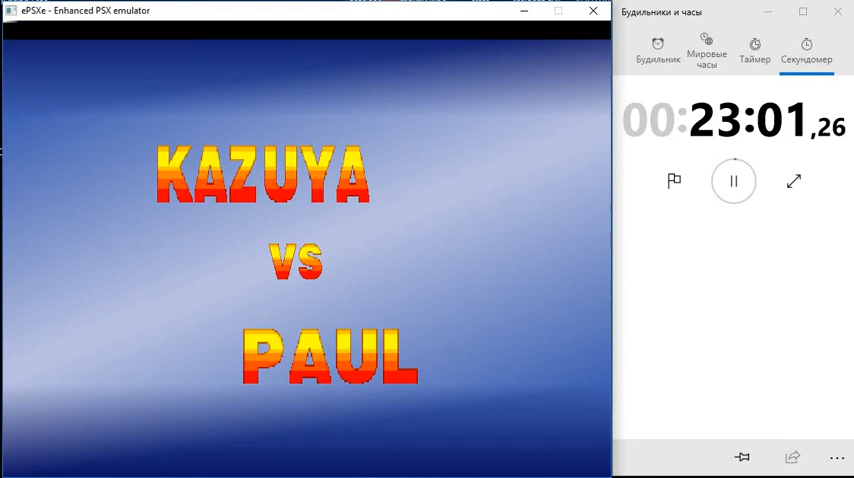 ePSXe - Enhanced PSX emulator
KAZUYA
VS
PAUL
Будильники и часы
Будильник
Мировые
часы
Таймер
Секундомер
00:23:01,26